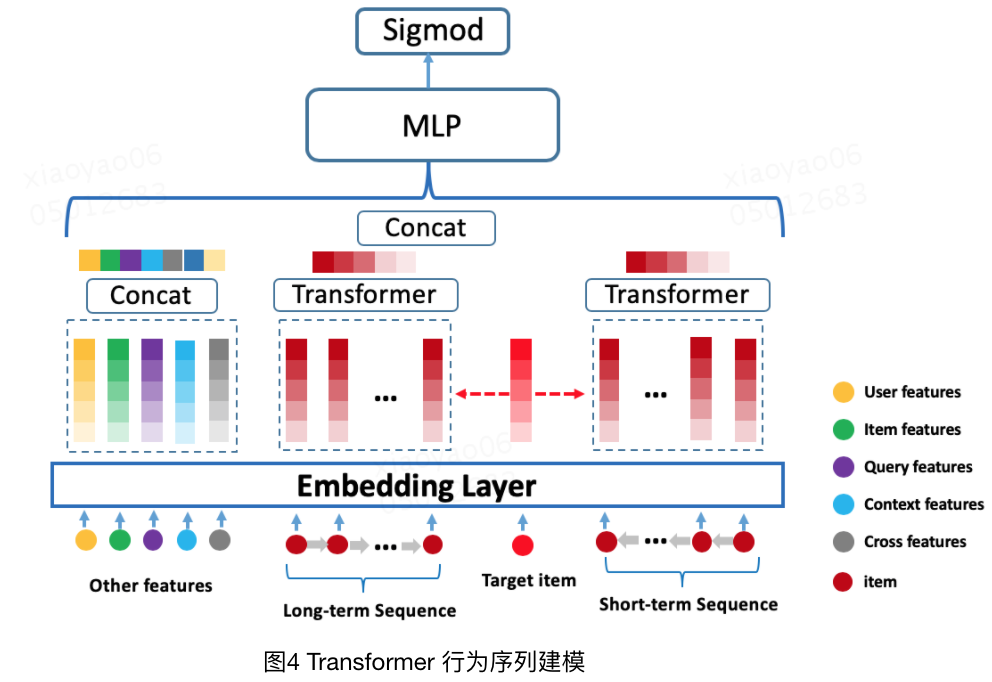 Sigmod
MLP
xiaoyao06
05012683
xiaoyao06
05012683
Concat
Concat
Transformer
Transformer
...
...
xiaoyao06
Embedding Layer
...
...
Other features
Long-term Sequence
Target item
Short-term Sequence
User features
Item features
Query features
Context features
Cross features
item
图4 Transformer 行为序列建模